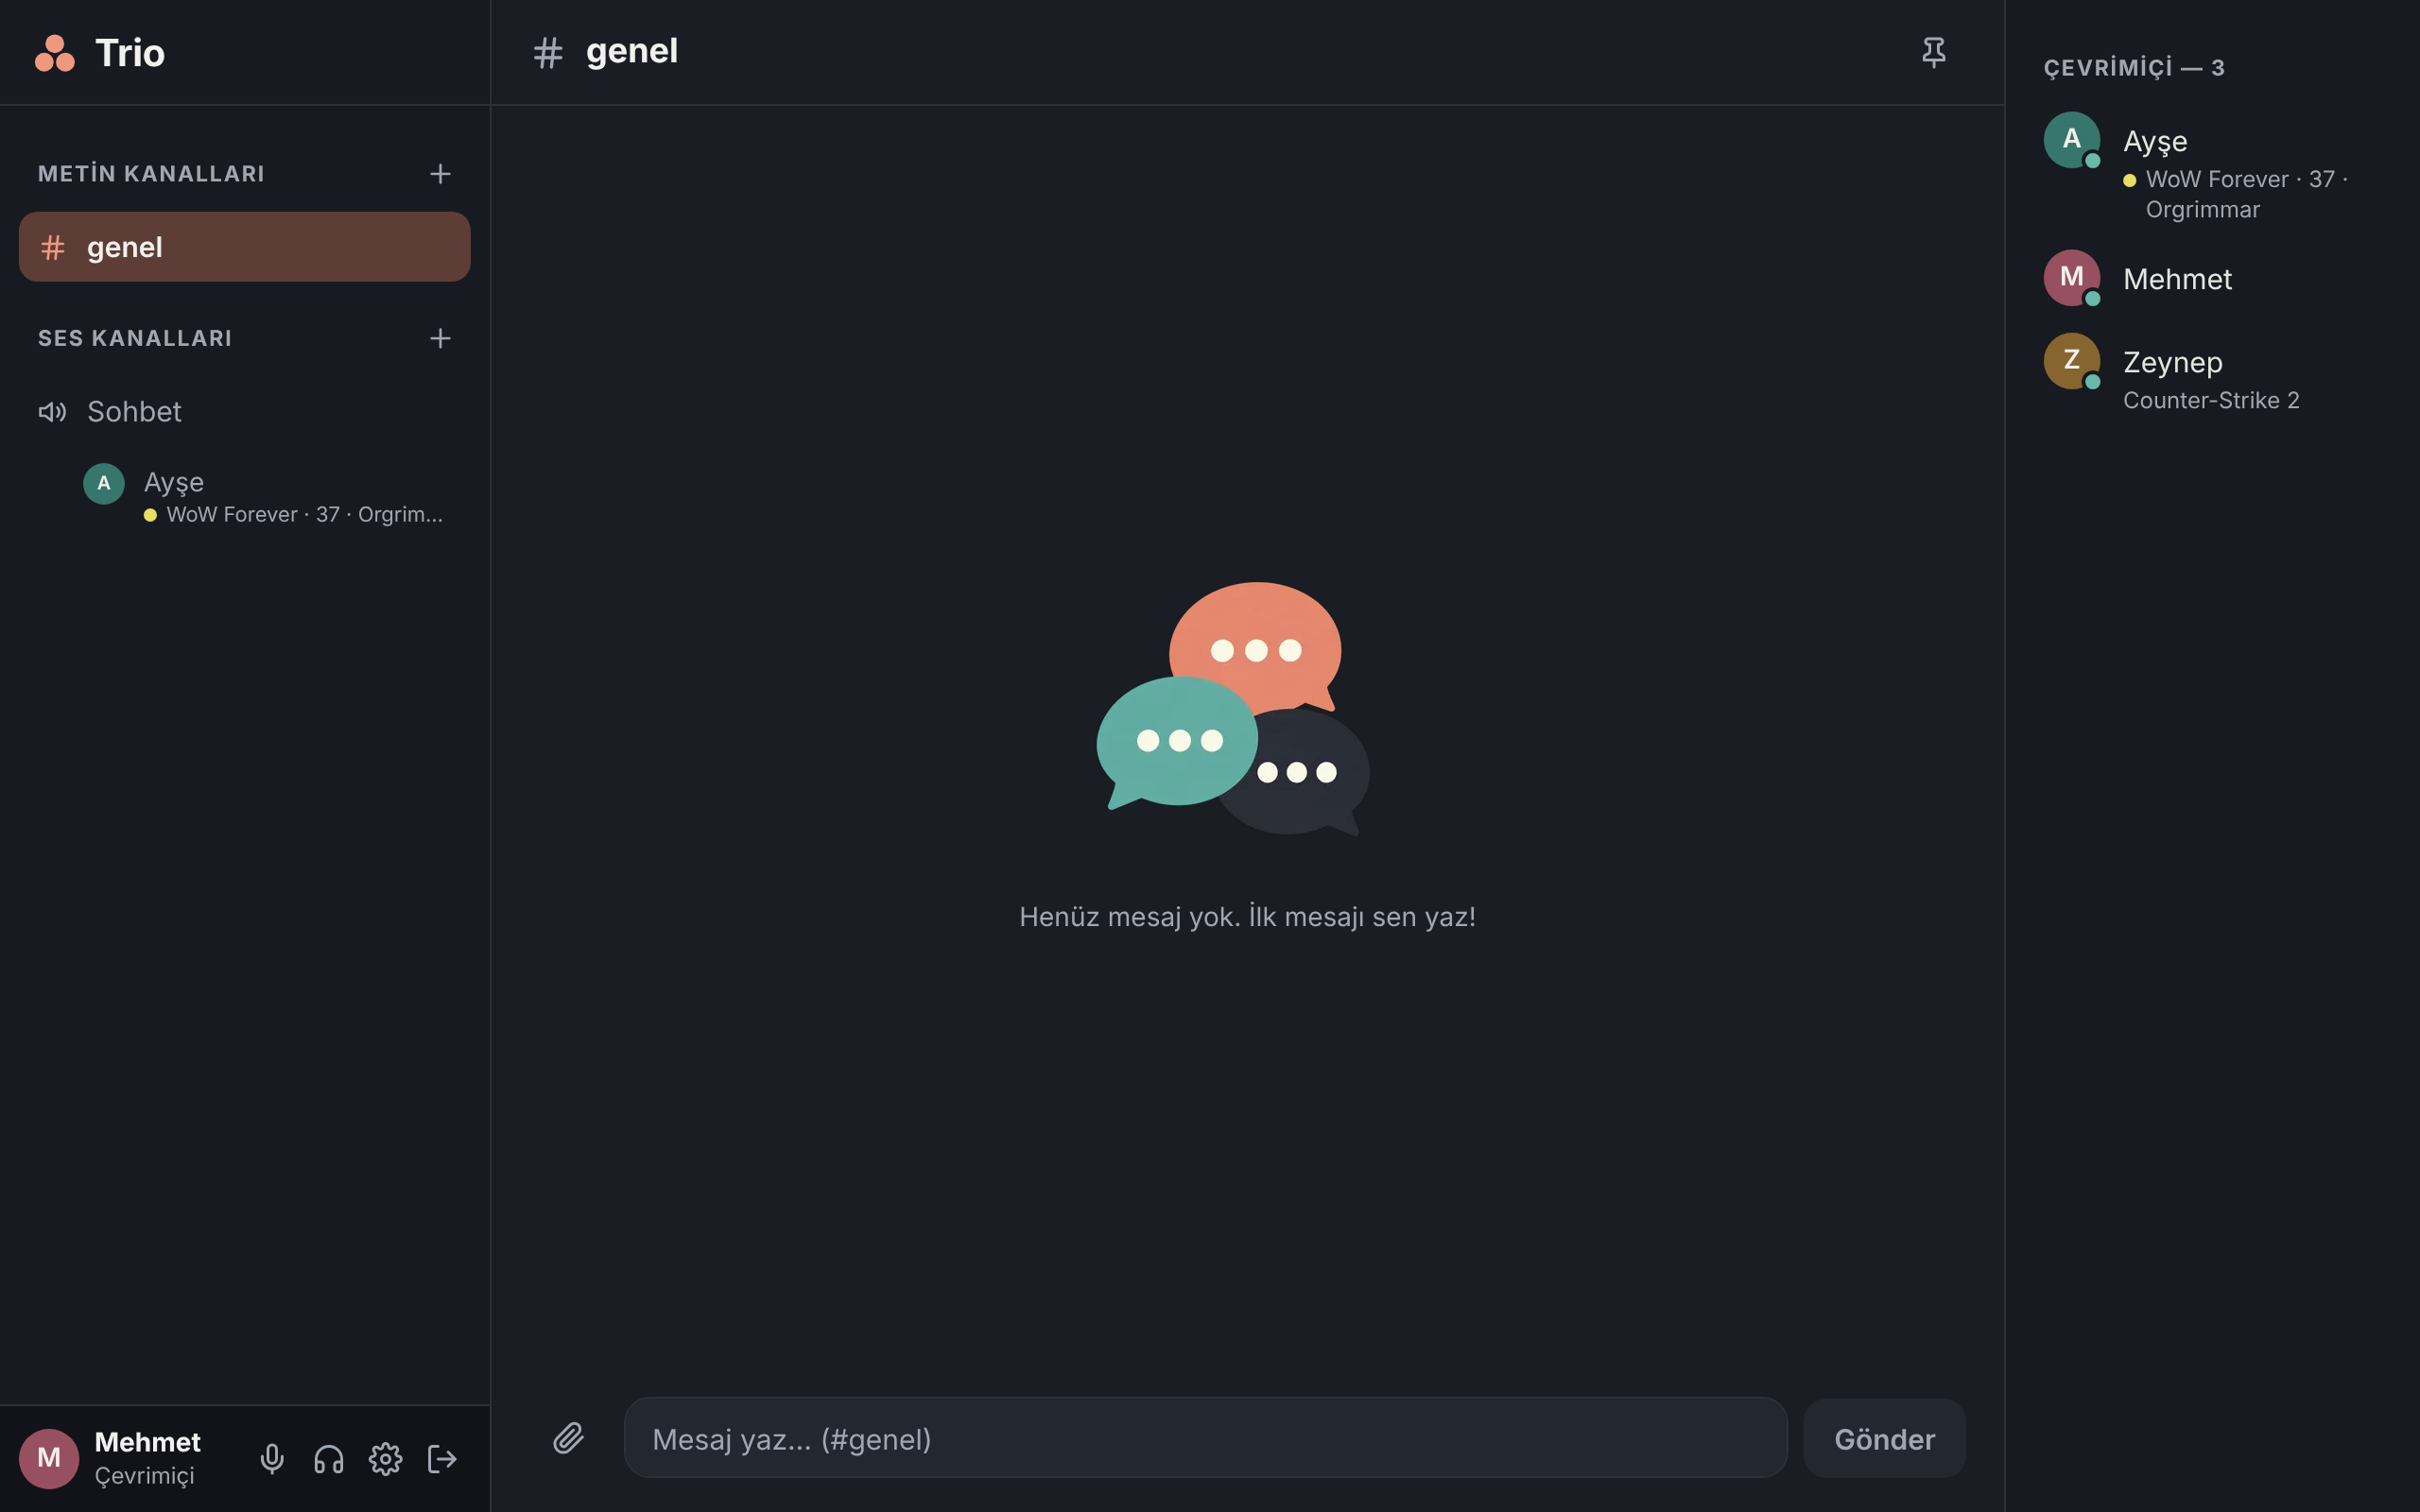 Trio
METİN KANALLARI
genel
SES KANALLARI
Sohbet
A
Ayşe
WoW Forever · 37 · Orgrim...
M
Mehmet
Çevrimiçi
# genel
Henüz mesaj yok. İlk mesajı sen yaz!
Mesaj yaz... (#genel)
Gönder
ÇEVRİMİÇİ — 3
A
Ayşe
WoW Forever · 37 ·
Orgrimmar
M
Mehmet
Z
Zeynep
Counter-Strike 2